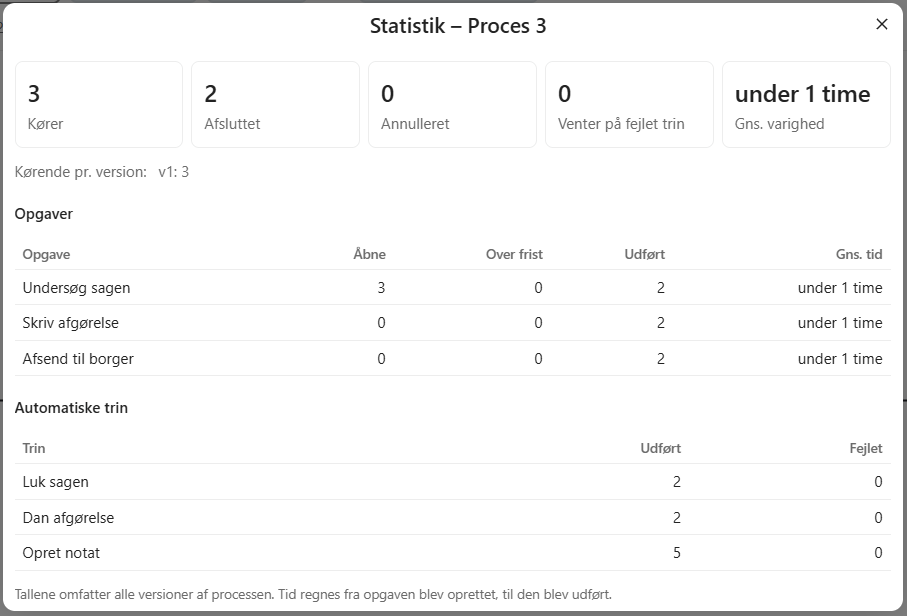 Statistik – Proces 3
3
Kører
2
Afsluttet
0
Annulleret
0
Venter på fejlet trin
under 1 time
Gns. varighed
Kørende pr. version: v1: 3
Opgaver
Opgave Åbne Over frist Udført Gns. tid
Undersøg sagen 3 0 2 under 1 time
Skriv afgørelse 0 0 2 under 1 time
Afsend til borger 0 0 2 under 1 time
Automatiske trin
Trin Udført Fejlet
Luk sagen 2 0
Dan afgørelse 2 0
Opret notat 5 0
Tallene omfatter alle versioner af processen. Tid regnes fra opgaven blev oprettet, til den blev udført.